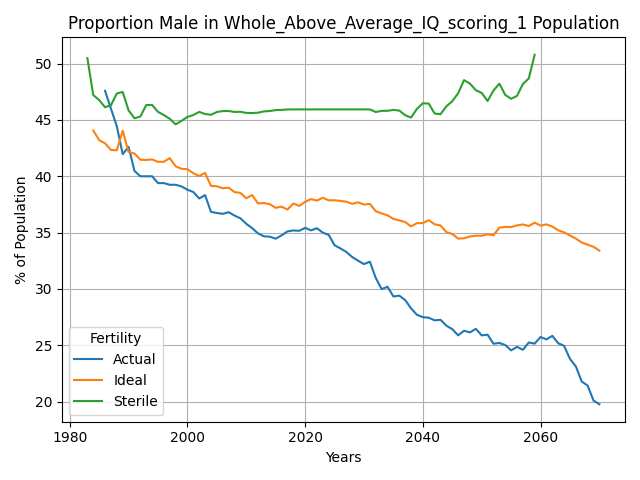 Proportion Male in Whole_Above_Average_IQ_scoring_1 Population
% of Population
50
45
40
35
30
25
20
Fertility
Actual
Ideal
Sterile
1980
2000
2020
2040
2060
Years